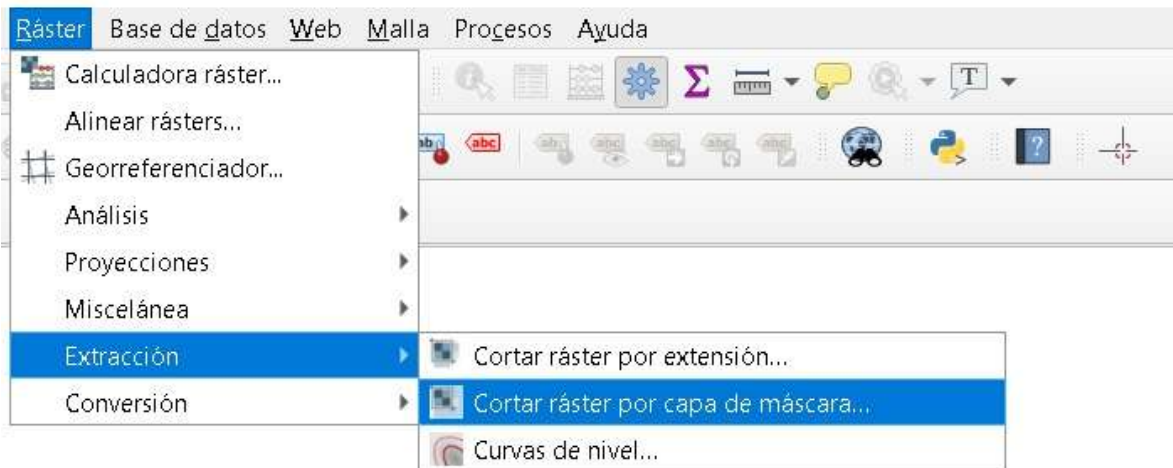 Ráster Base de datos Web Malla Procesos Ayuda
Calculadora ráster...
Alinear rásters...
T
abc
Georreferenciador...
Análisis
Proyecciones
Miscelánea
Extracción
Cortar ráster por extensión...
Conversión
Cortar ráster por capa de máscara...
Curvas de nivel...